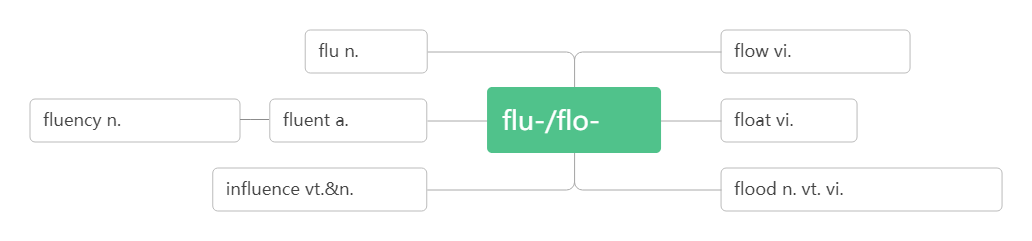 flu n.
flow vi.
fluency n.
fluent a.
flu-/flo-
float vi.
influence vt.&n.
flood n. vt. vi.